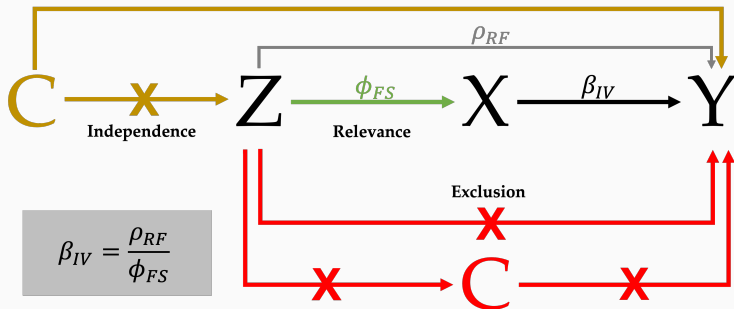 ρ_RF
C X Z ϕ_FS X β_IV Y
Independence Relevance
Exclusion
X
β_IV = ρ_RF / ϕ_FS
X C X